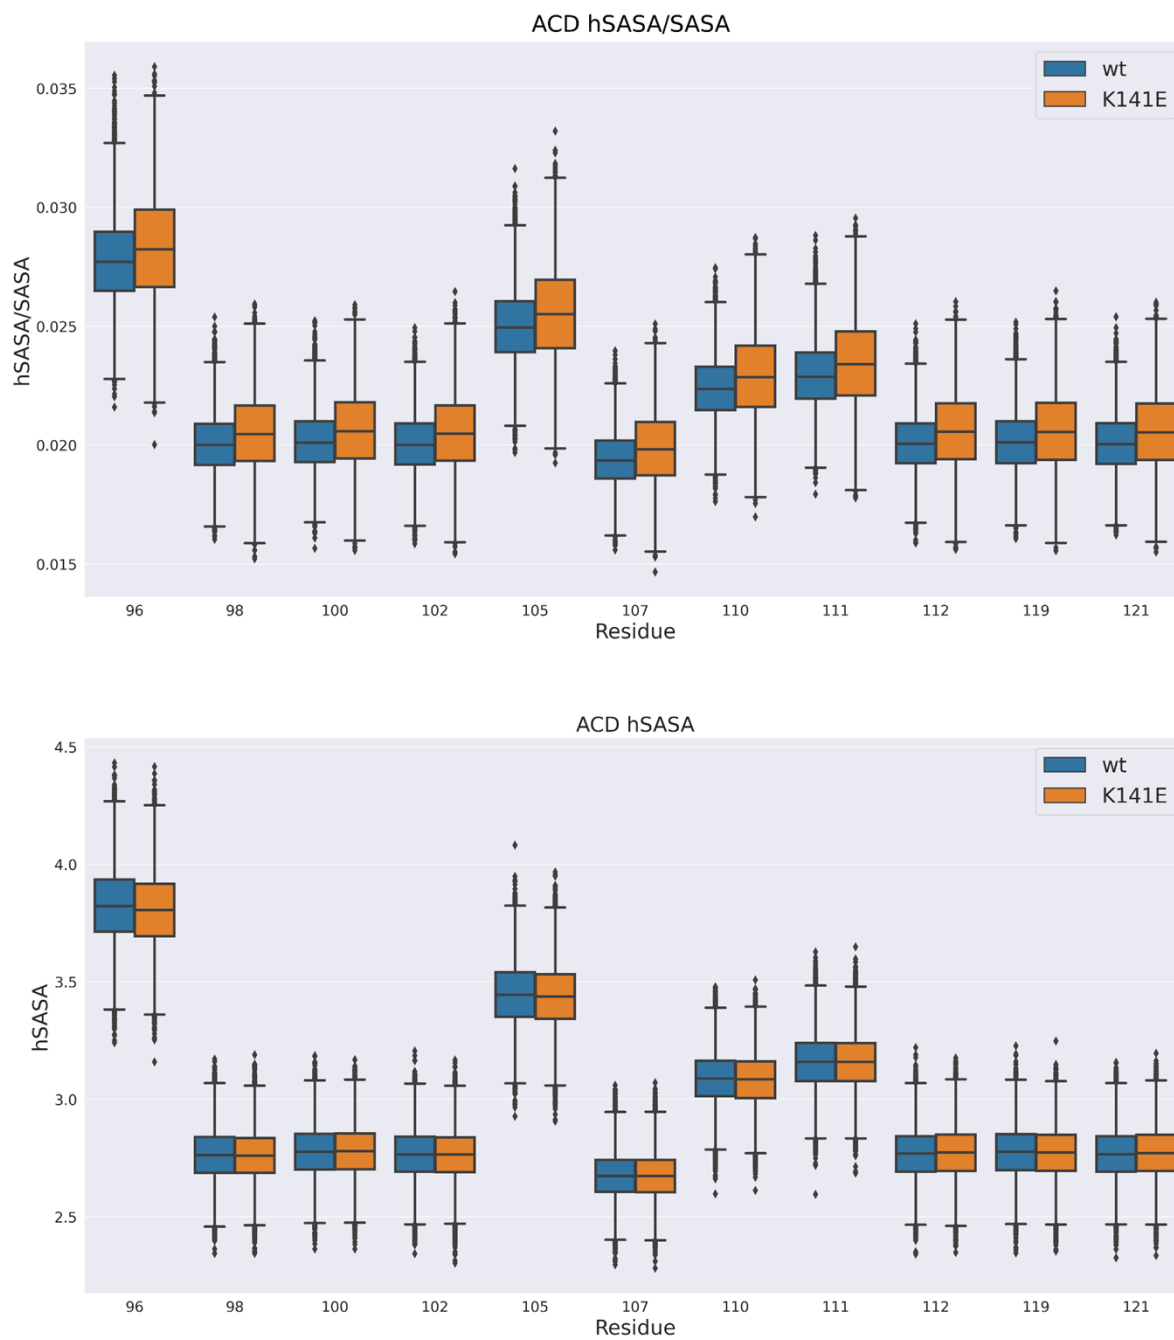 ACD hSASA/SASA
wt
K141E
hSASA/SASA
0.035
0.030
0.025
0.020
0.015
96 98 100 102 105 107 110 111 112 119 121
Residue
ACD hSASA
wt
K141E
hSASA
4.5
4.0
3.5
3.0
2.5
96 98 100 102 105 107 110 111 112 119 121
Residue